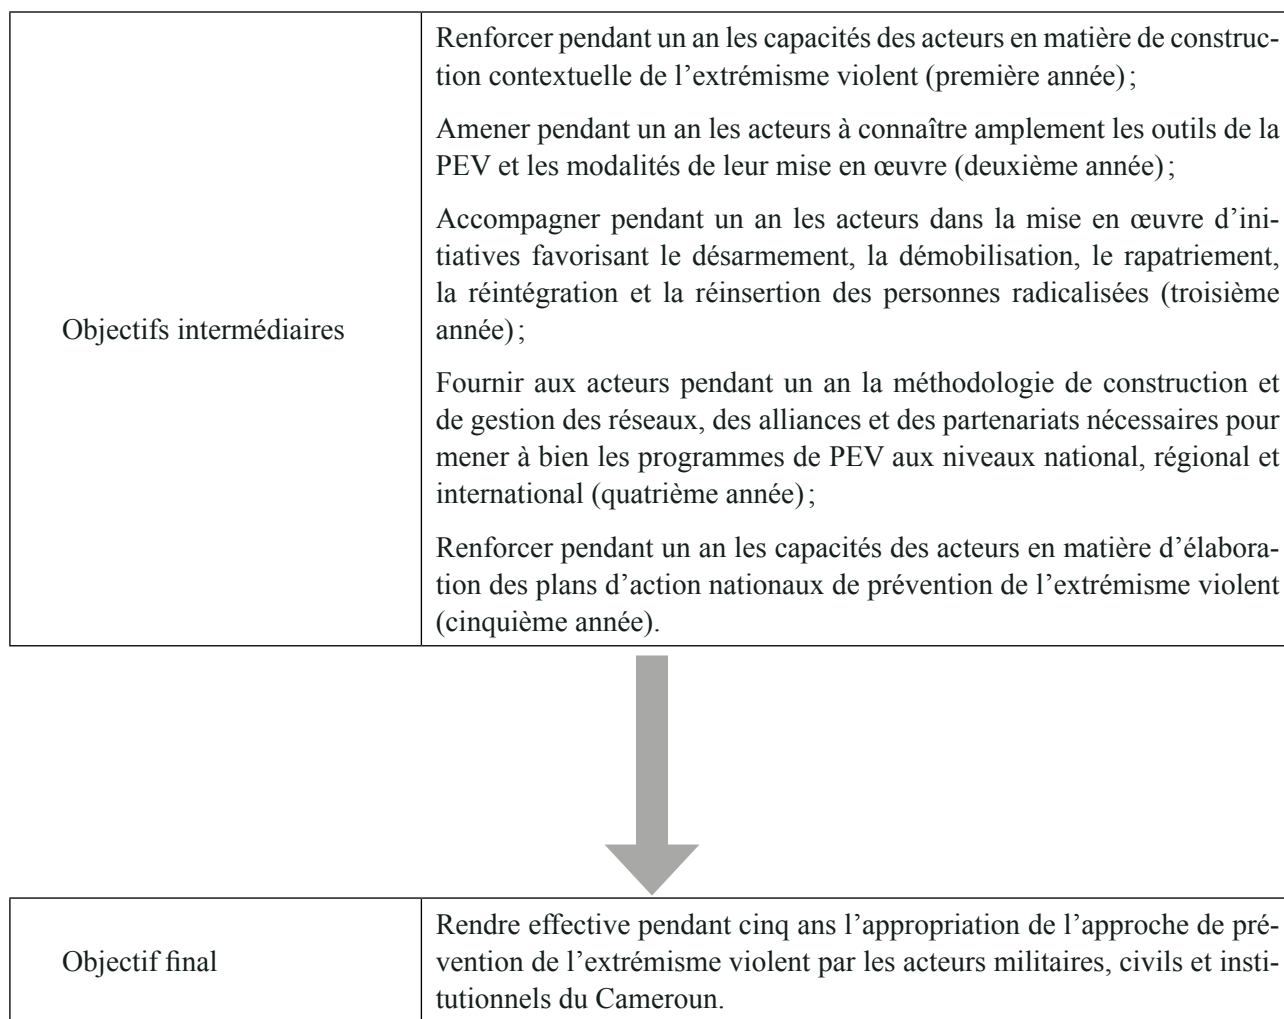 Renforcer pendant un an les capacités des acteurs en matière de construc-
tion contextuelle de l’extrémisme violent (première année) ;
Amener pendant un an les acteurs à connaître amplement les outils de la
PEV et les modalités de leur mise en œuvre (deuxième année) ;
Accompagner pendant un an les acteurs dans la mise en œuvre d’ini-
tiatives favorisant le désarmement, la démobilisation, le rapatriement,
la réintégration et la réinsertion des personnes radicalisées (troisième
Objectifs intermédiaires
année) ;
Fournir aux acteurs pendant un an la méthodologie de construction et
de gestion des réseaux, des alliances et des partenariats nécessaires pour
mener à bien les programmes de PEV aux niveaux national, régional et
international (quatrième année) ;
Renforcer pendant un an les capacités des acteurs en matière d’élabora-
tion des plans d’action nationaux de prévention de l’extrémisme violent
(cinquième année).
Rendre effective pendant cinq ans l’appropriation de l’approche de pré-
Objectif final
vention de l’extrémisme violent par les acteurs militaires, civils et insti-
tutionnels du Cameroun.